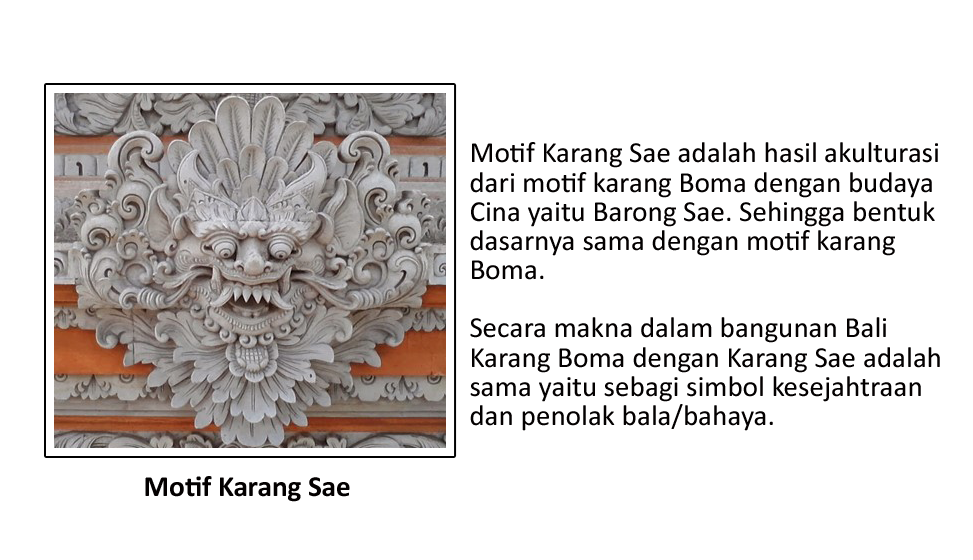 Motif Karang Sae adalah hasil akulturasi
dari motif karang Boma dengan budaya
Cina yaitu Barong Sae. Sehingga bentuk
dasarnya sama dengan motif karang
Boma.
Secara makna dalam bangunan Bali
Karang Boma dengan Karang Sae adalah
sama yaitu sebagi simbol kesejahtraan
dan penolak bala/bahaya.
Motif Karang Sae